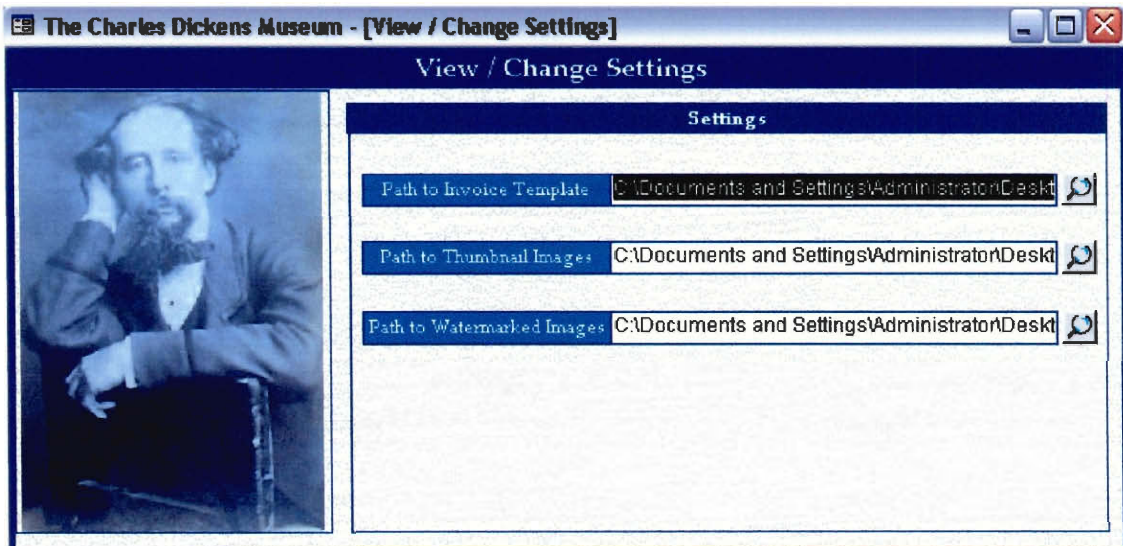 The Charles Dickens Museum - [View / Change Settings]
View / Change Settings
Settings
Path to Invoice Template C:\Documents and Settings\Administrator\Deskt
Path to Thumbnail Images C:\Documents and Settings\Administrator\Deskt
Path to Watermarked Images C:\Documents and Settings\Administrator\Deskt